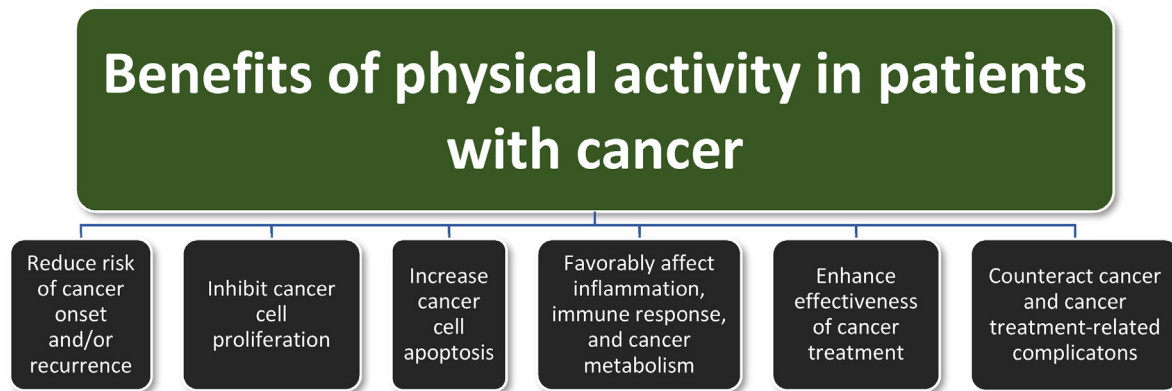 Benefits of physical activity in patients
with cancer
Reduce risk
of cancer
onset
and/or
recurrence
Inhibit cancer
cell
proliferation
Increase
cancer
cell
apoptosis
Favorably affect
inflammation,
immune response,
and cancer
metabolism
Enhance
effectiveness
of cancer
treatment
Counteract cancer
and cancer
treatment-related
complicatons